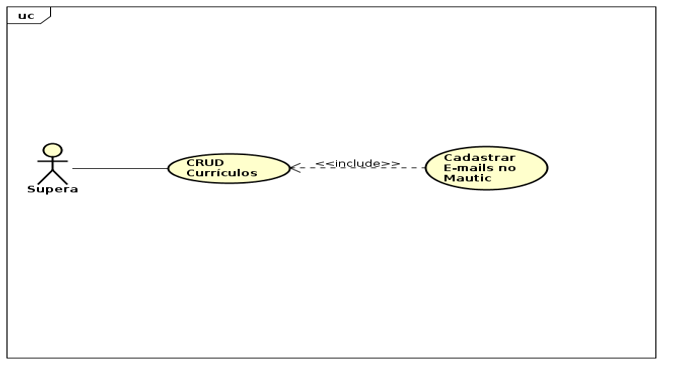 uc
Supera
CRUD
Currículos
<<include>>
Cadastrar
E-mails no
Mautic